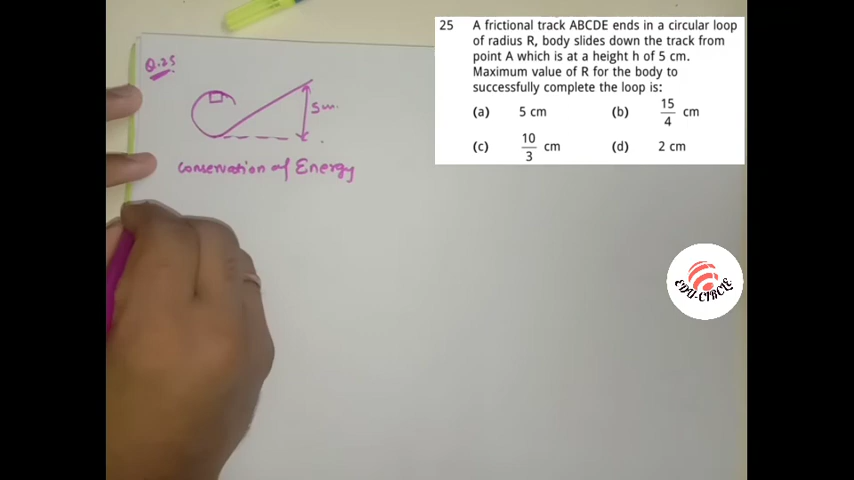 Q.25
5cm.
Conservation of Energy
25 A frictional track ABCDE ends in a circular loop
of radius R, body slides down the track from
point A which is at a height h of 5 cm.
Maximum value of R for the body to
successfully complete the loop is:
(a) 5 cm (b) 15/4 cm
(c) 10/3 cm (d) 2 cm
EDU-CIRCLE